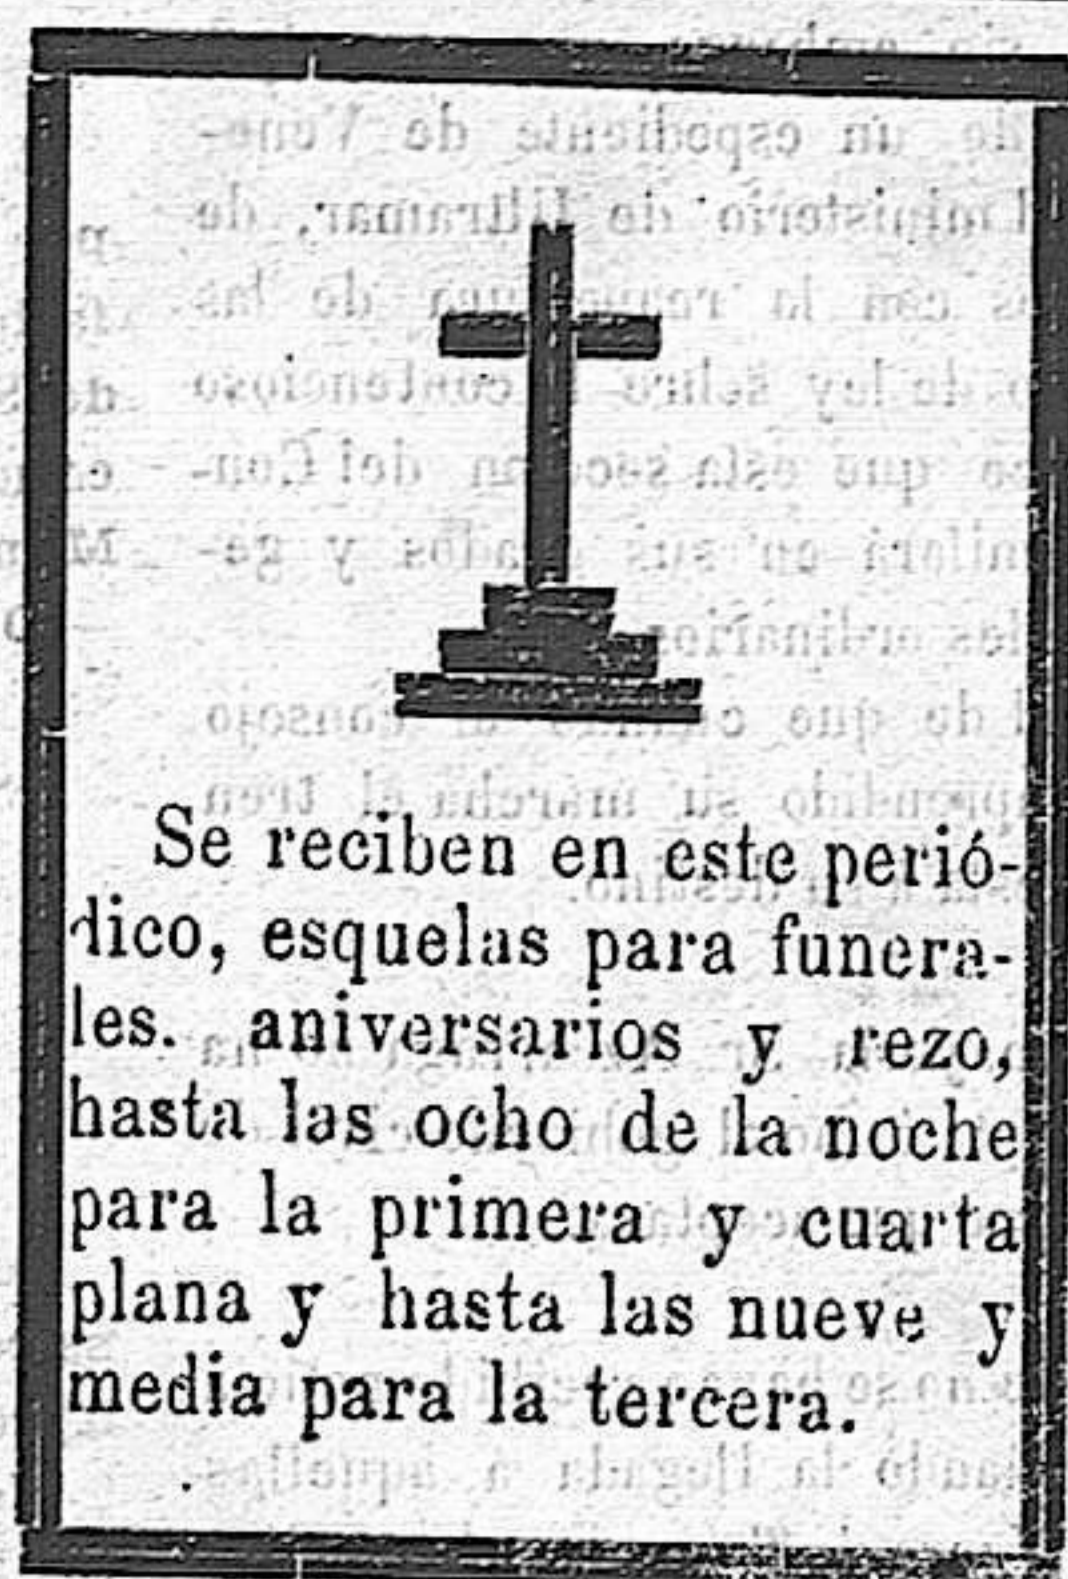 Se reciben en este perió-
dico, esquelas para funera-
les. aniversarios y rezo,
hasta las ocho de la noche
para la primera y cuarta
plana y hasta las nueve y
media para la tercera.